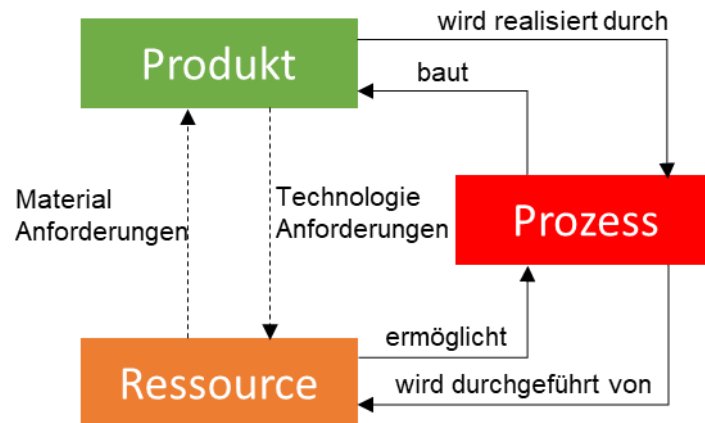 wird realisiert durch
Produkt
baut
Material
Anforderungen
Technologie
Anforderungen
Prozess
ermöglicht
Ressource
wird durchgeführt von